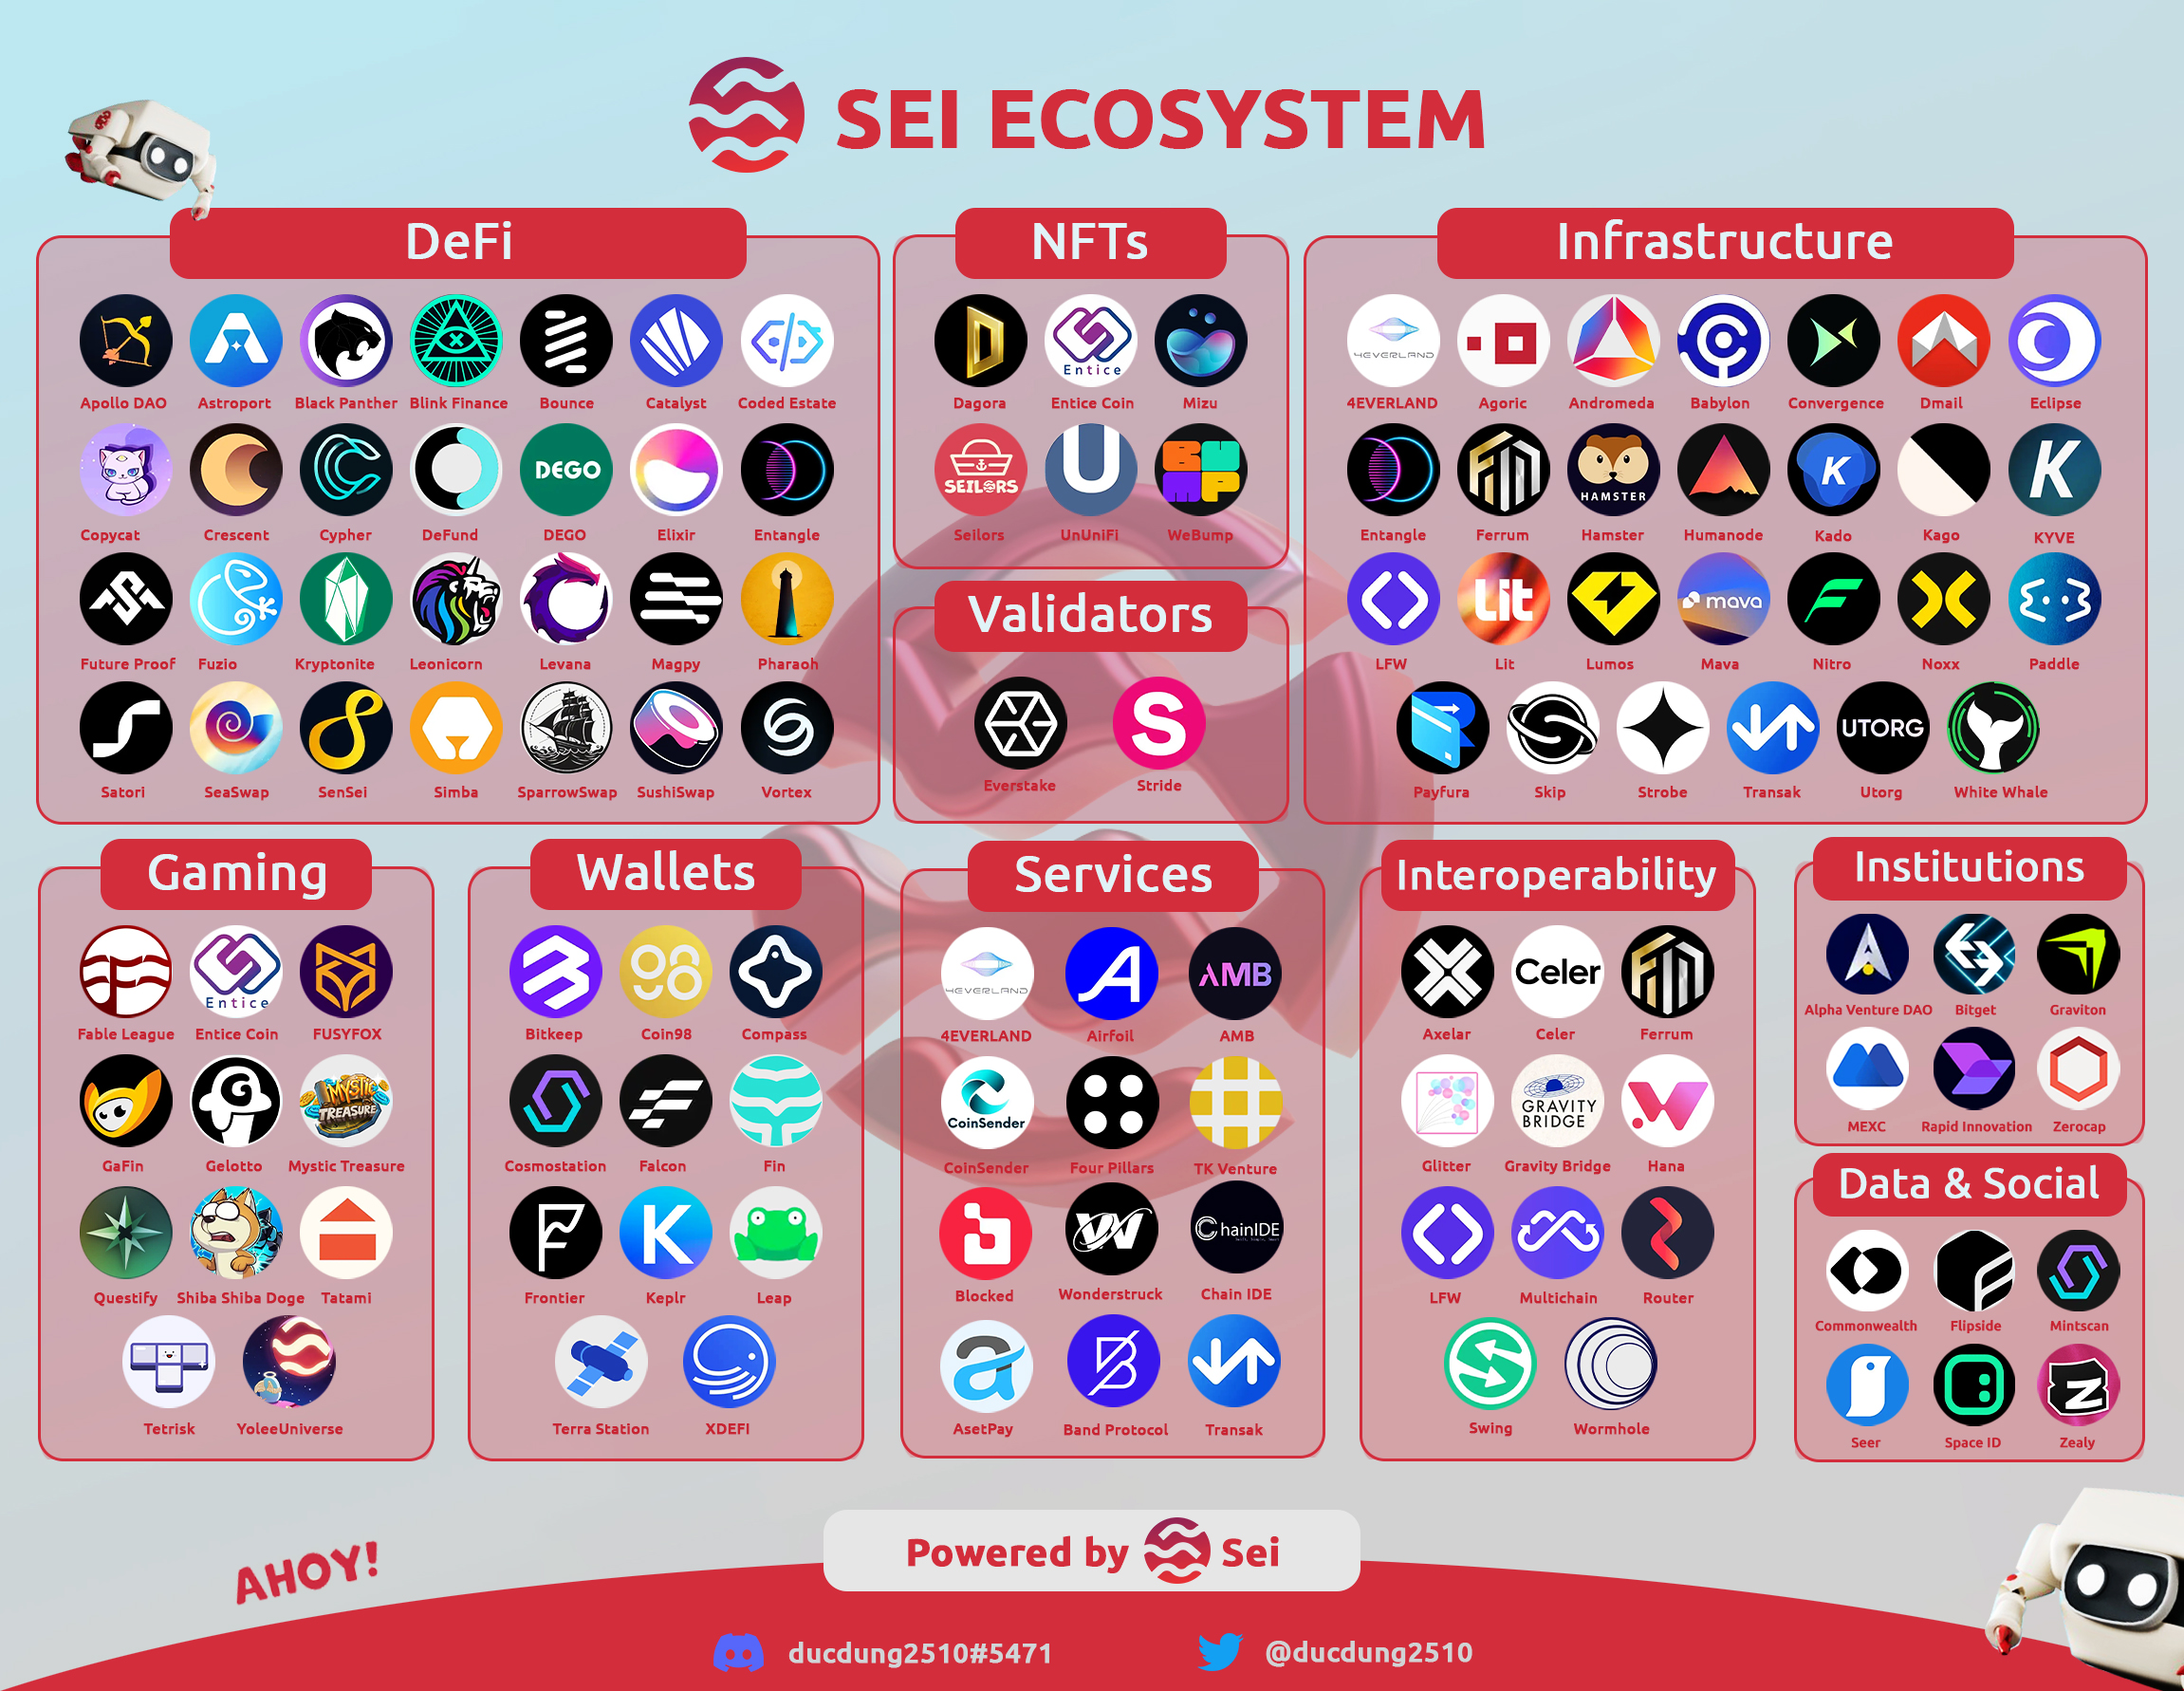 SEI ECOSYSTEM
DeFi
Apollo DAO Astroport Black Panther Blink Finance Bounce Catalyst Coded Estate
DEGO
Copycat Crescent Cypher DeFund DEGO Elixir Entangle
Future Proof Fuzio Kryptonite Leonicorn Levana Magpy Pharaoh
Satori SeaSwap SenSei Simba SparrowSwap SushiSwap Vortex
NFTs
Entice
Dagora Entice Coin Mizu
SEILORS U BUMP
Seilors UnUniFi WeBump
Validators
S
Everstake Stride
Infrastructure
4EVERLAND
4EVERLAND Agoric Andromeda Babylon Convergence Dmail Eclipse
HAMSTER K K
Entangle Ferrum Hamster Humanode Kado Kago KYVE
Lit mava
LFW Lit Lumos Mava Nitro Noxx Paddle
UTORG
Payfura Skip Strobe Transak Utorg White Whale
Gaming
Entice
Fable League Entice Coin FUSYFOX
MYSTIC
TREASURE
GaFin Gelotto Mystic Treasure
Questify Shiba Shiba Doge Tatami
Tetrisk YoleeUniverse
Wallets
Bitkeep Coin98 Compass
Cosmostation Falcon Fin
K
Frontier Keplr Leap
Terra Station XDEFI
Services
4EVERLAND AMB
4EVERLAND Airfoil AMB
CoinSender
CoinSender Four Pillars TK Venture
ChainIDE
Blocked Wonderstruck Chain IDE
a
AsetPay Band Protocol Transak
Interoperability
Celer
Axelar Celer Ferrum
GRAVITY
BRIDGE
Glitter Gravity Bridge Hana
LFW Multichain Router
Swing Wormhole
Institutions
Alpha Venture DAO Bitget Graviton
MEXC Rapid Innovation Zerocap
Data & Social
Commonwealth Flipside Mintscan
Z
Seer Space ID Zealy
Powered by Sei
AHOY!
ducdung2510#5471 @ducdung2510